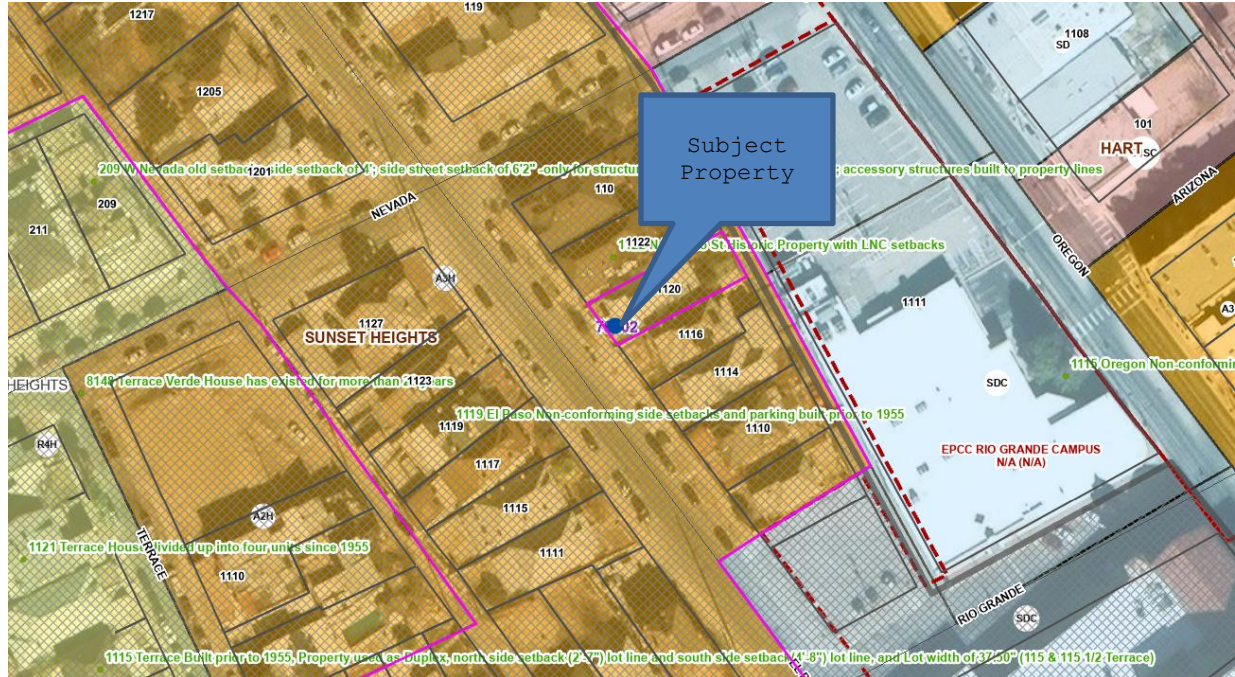 1217
119
1108
SD
1205
Subject
Property
101
HART
SC
209 W Nevada old setback side setback of 4'; side street setback of 6'2" -only for
; accessory structures built to property lines
1201
ARIZONA
209
110
NEVADA
211
1122
St Historic Property with LNC setbacks
OREGON
A3H
1120
1111
1127
1116
SUNSET HEIGHTS
HEIGHTS
8148 Terrace Verde House has existed for more than
1123
1114
SDC
1115 Oregon
1119 El Paso Non-conforming side setbacks and parking built prior to 1955
1119
1110
R4H
EPCC RIO GRANDE CAMPUS
N/A (N/A)
1117
1115
A2H
1121 Terrace House divided up into four units since 1955
1111
TERRACE
1110
RIO GRANDE
SDC
1115 Terrace Built prior to 1955, Property used as Duplex, north side setback (2'-7") lot line and south side setback (4'-8") lot line, and Lot width of 37.50" (115 & 115 1/2 Terrace)